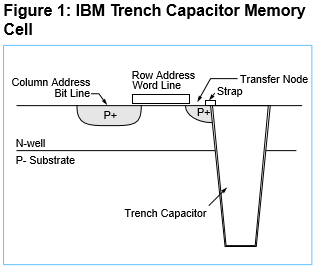 Figure 1: IBM Trench Capacitor Memory
Cell
Column Address
Bit Line
Row Address
Word Line
Transfer Node
Strap
P+
P+
N-well
P- Substrate
Trench Capacitor